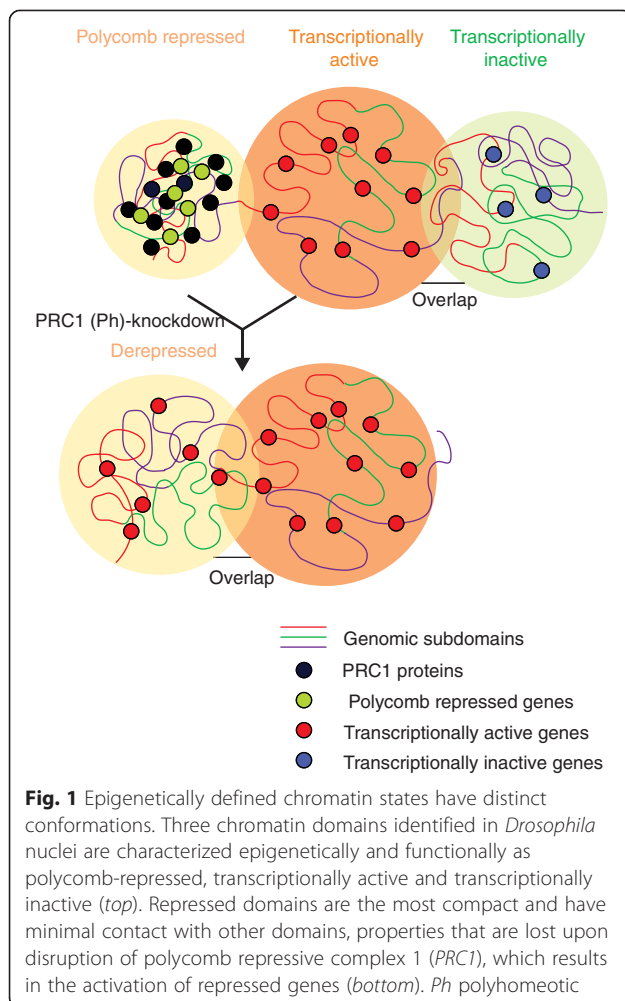 Polycomb repressed
Transcriptionally active
Transcriptionally inactive
Overlap
PRC1 (Ph)-knockdown
Derepressed
Overlap
Genomic subdomains
PRC1 proteins
Polycomb repressed genes
Transcriptionally active genes
Transcriptionally inactive genes
Fig. 1 Epigenetically defined chromatin states have distinct
conformations. Three chromatin domains identified in Drosophila
nuclei are characterized epigenetically and functionally as
polycomb-repressed, transcriptionally active and transcriptionally
inactive (top). Repressed domains are the most compact and have
minimal contact with other domains, properties that are lost upon
disruption of polycomb repressive complex 1 (PRC1), which results
in the activation of repressed genes (bottom). Ph polyhomeotic